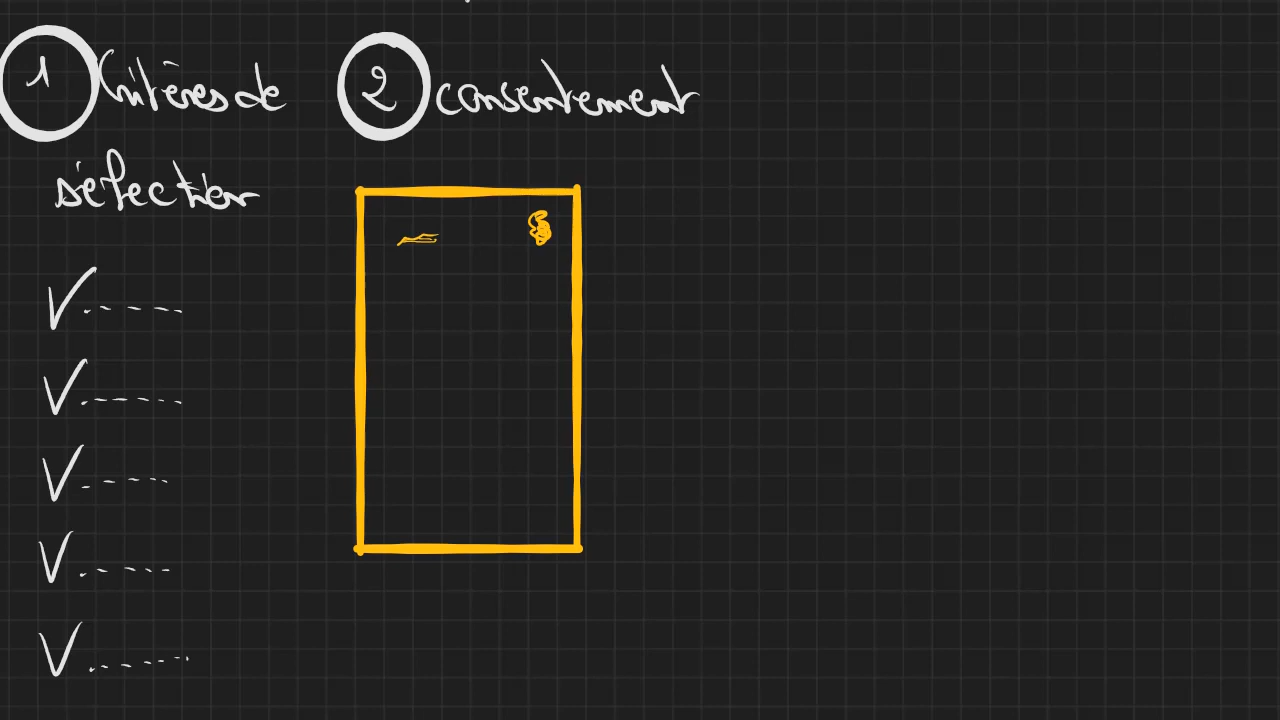 1 Critères de
sélection
2 consentement